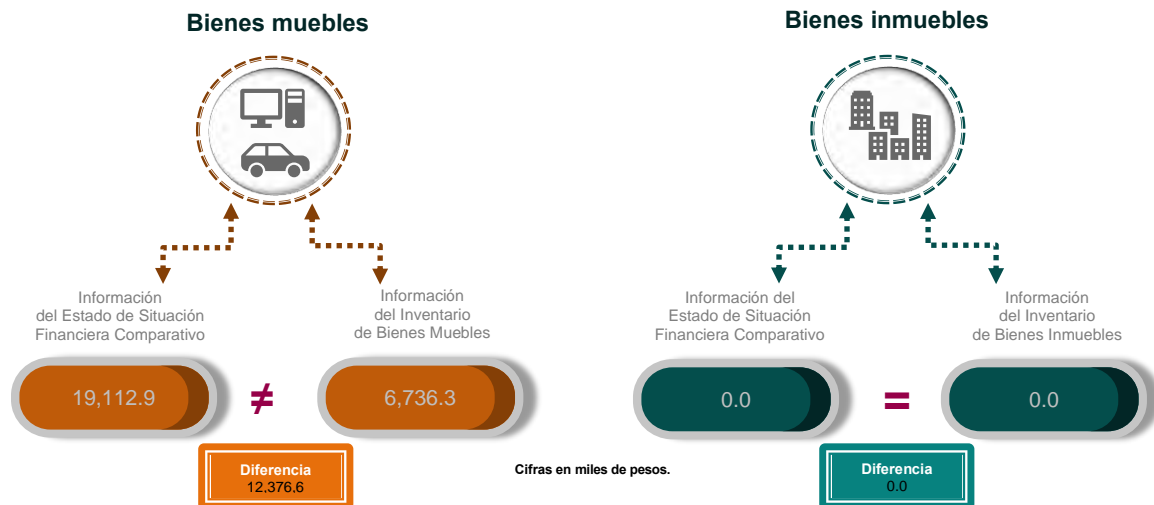 Bienes muebles
Información
del Estado de Situación
Financiera Comparativo
Información
del Inventario
de Bienes Muebles
19,112.9
≠
6,736.3
Diferencia
12,376,6
Bienes inmuebles
Información del
Estado de Situación
Financiera Comparativo
Información
del Inventario
de Bienes Inmuebles
0.0
=
0.0
Diferencia
0.0
Cifras en miles de pesos.